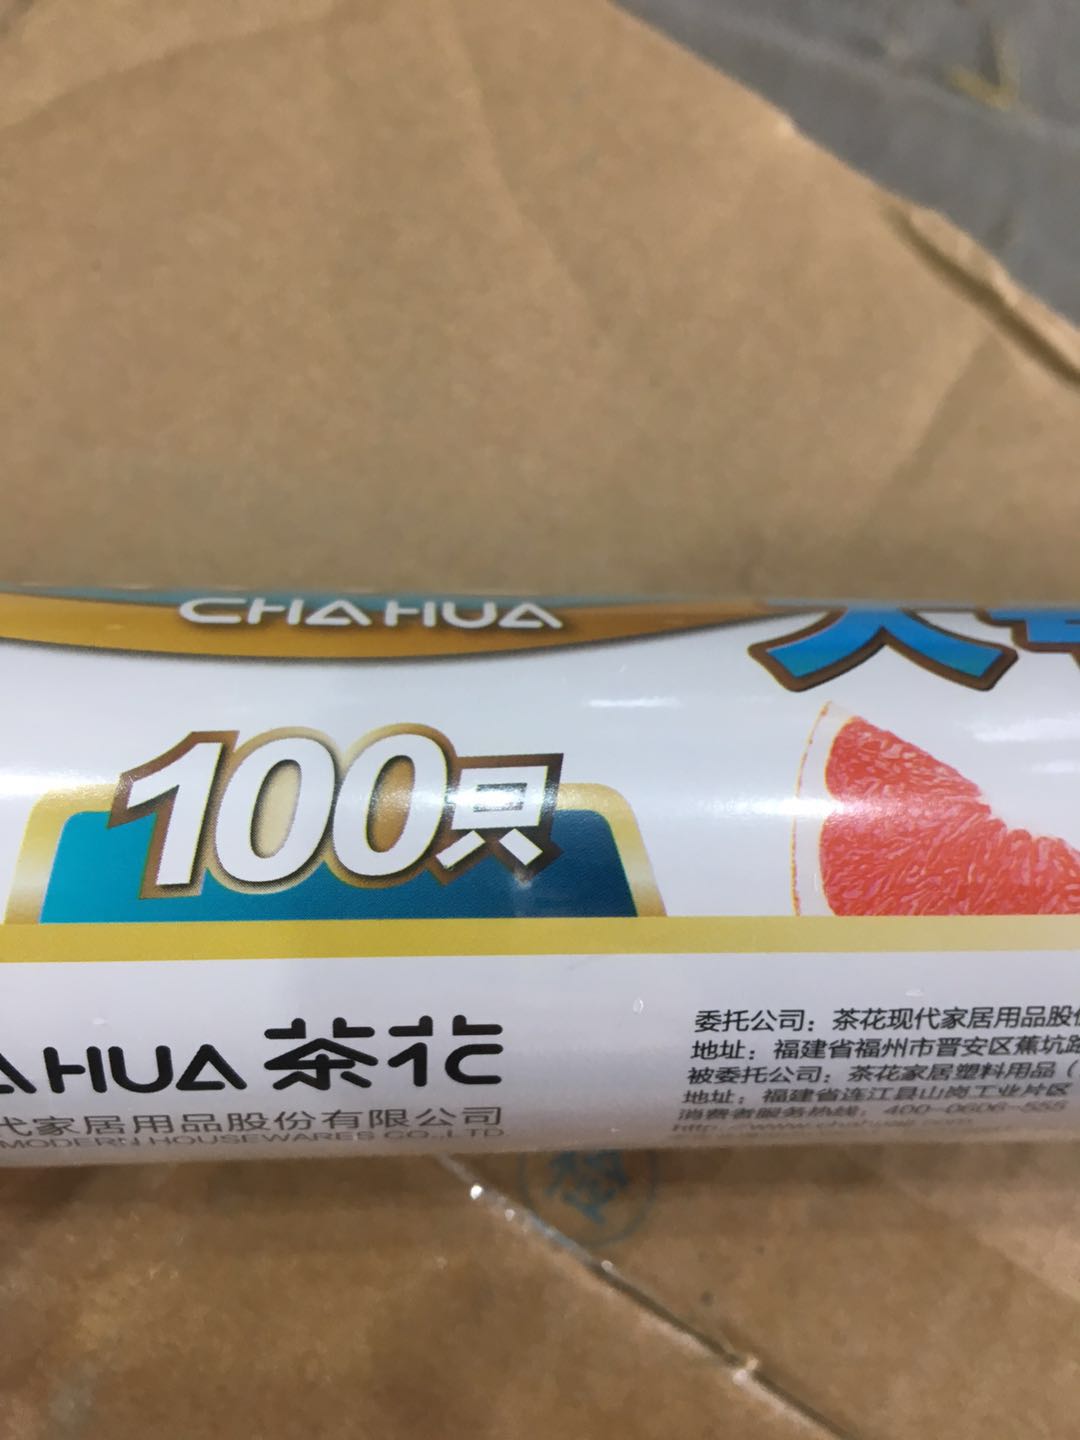 CHAHUA
大
100只
AHUA 茶花
代家居用品股份有限公司
MODERN HOUSEWARES CO.,LTD
委托公司：茶花现代家居用品股份
地址：福建省福州市晋安区蕉坑路
被委托公司：茶花家居塑料用品（
地址：福建省连江县山岗工业片区
消费者服务热线：400-0606-555